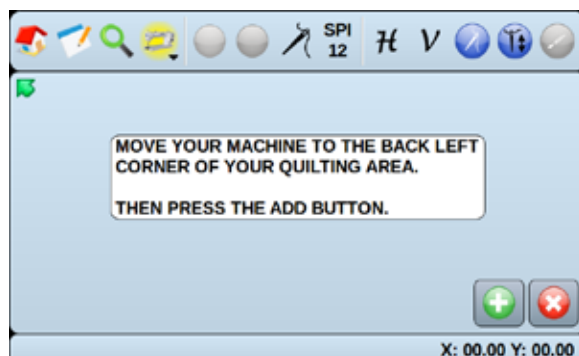 SPI
12
H V
MOVE YOUR MACHINE TO THE BACK LEFT
CORNER OF YOUR QUILTING AREA.
THEN PRESS THE ADD BUTTON.
X: 00.00 Y: 00.00